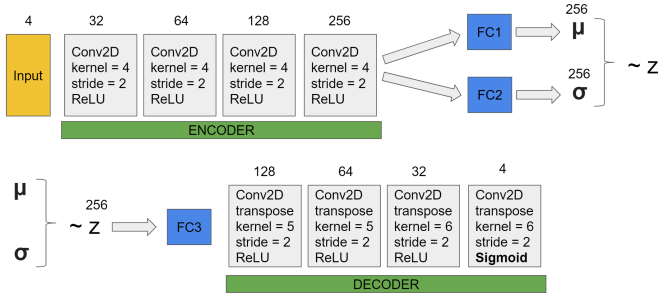 4 32 64 128 256
Input
Conv2D
kernel = 4
stride = 2
ReLU
Conv2D
kernel = 4
stride = 2
ReLU
Conv2D
kernel = 4
stride = 2
ReLU
Conv2D
kernel = 4
stride = 2
ReLU
ENCODER
FC1
256
μ
FC2
256
σ
~ z
μ
σ
256
~ z
FC3
128 64 32 4
Conv2D
transpose
kernel = 5
stride = 2
ReLU
Conv2D
transpose
kernel = 5
stride = 2
ReLU
Conv2D
transpose
kernel = 6
stride = 2
ReLU
Conv2D
transpose
kernel = 6
stride = 2
Sigmoid
DECODER